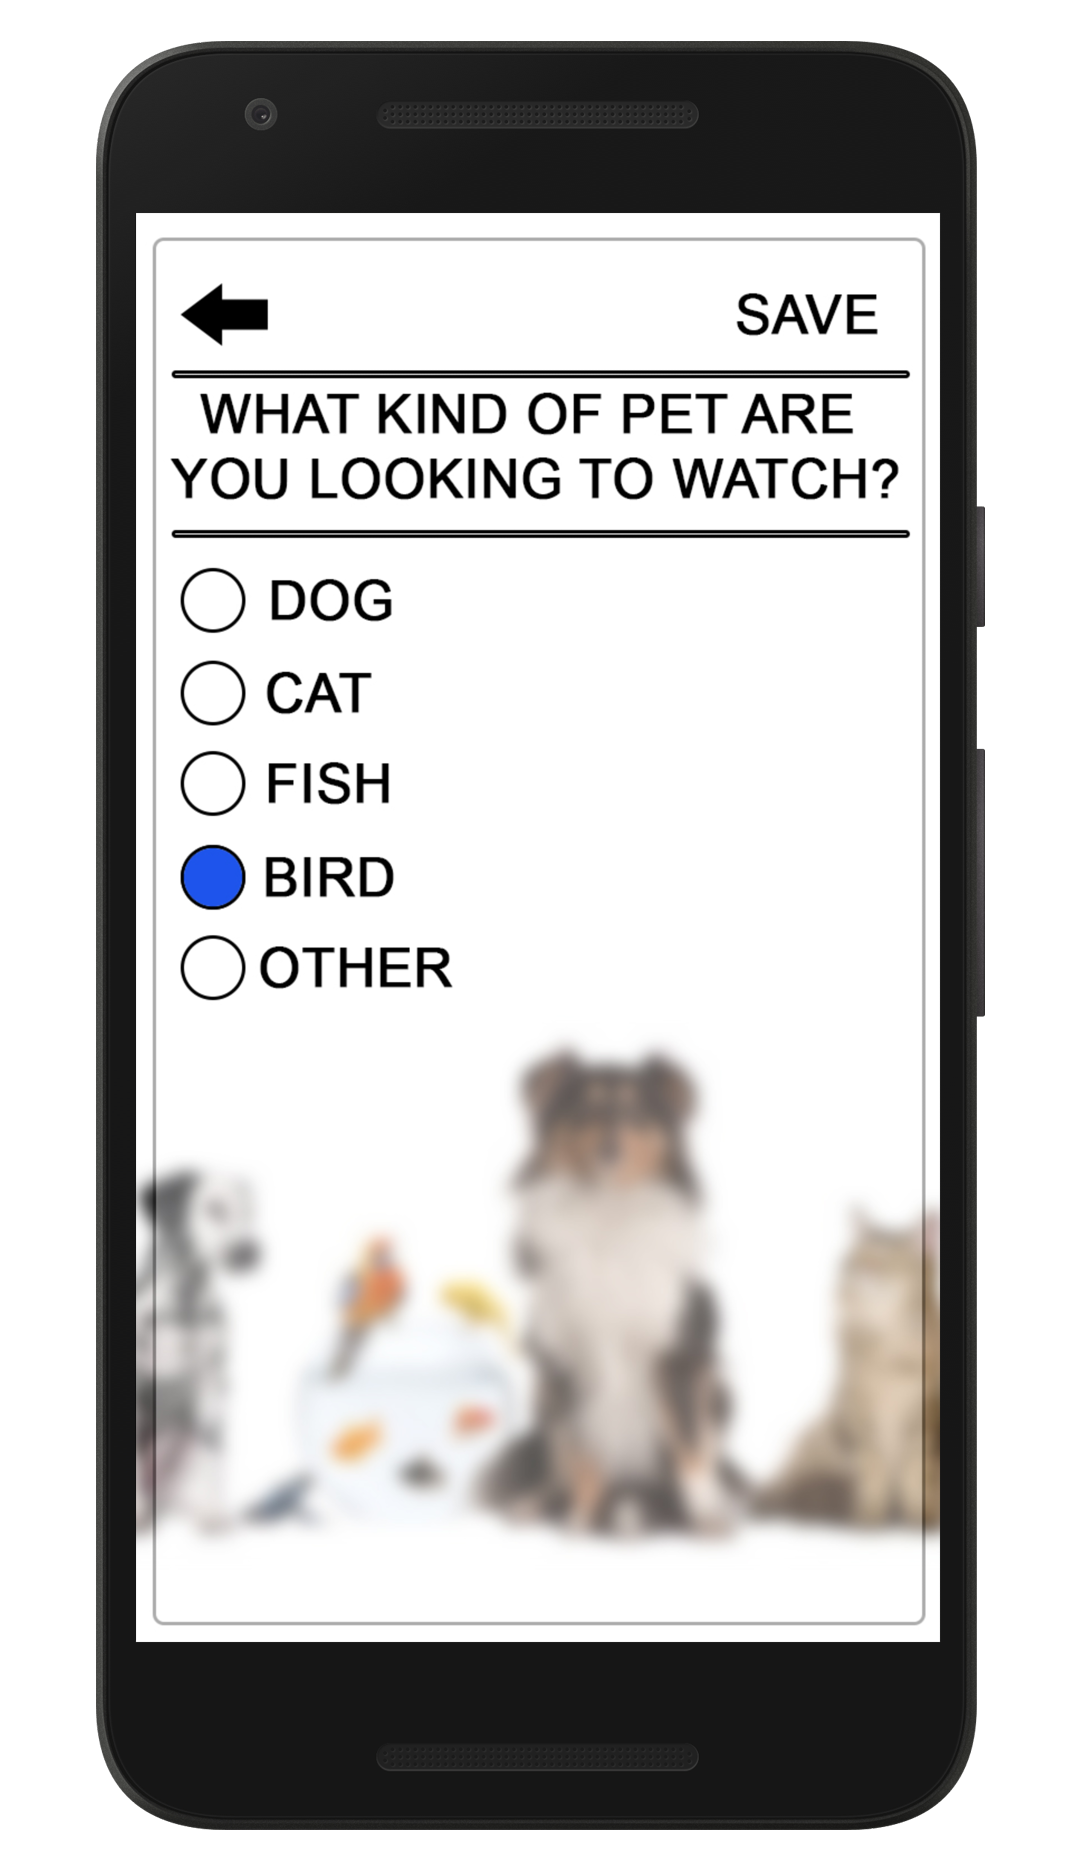 SAVE
WHAT KIND OF PET ARE
YOU LOOKING TO WATCH?
DOG
CAT
FISH
BIRD
OTHER